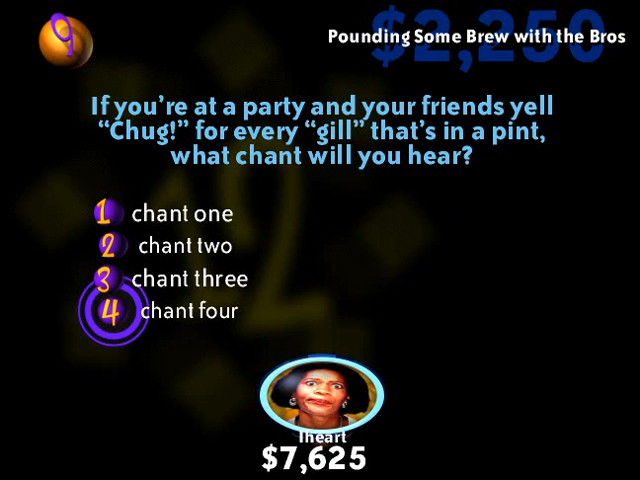 9
$2,250
Pounding Some Brew with the Bros
If you're at a party and your friends yell
“Chug!” for every “gill” that's in a pint,
what chant will you hear?
1 chant one
2 chant two
3 chant three
4 chant four
Iheart
$7,625